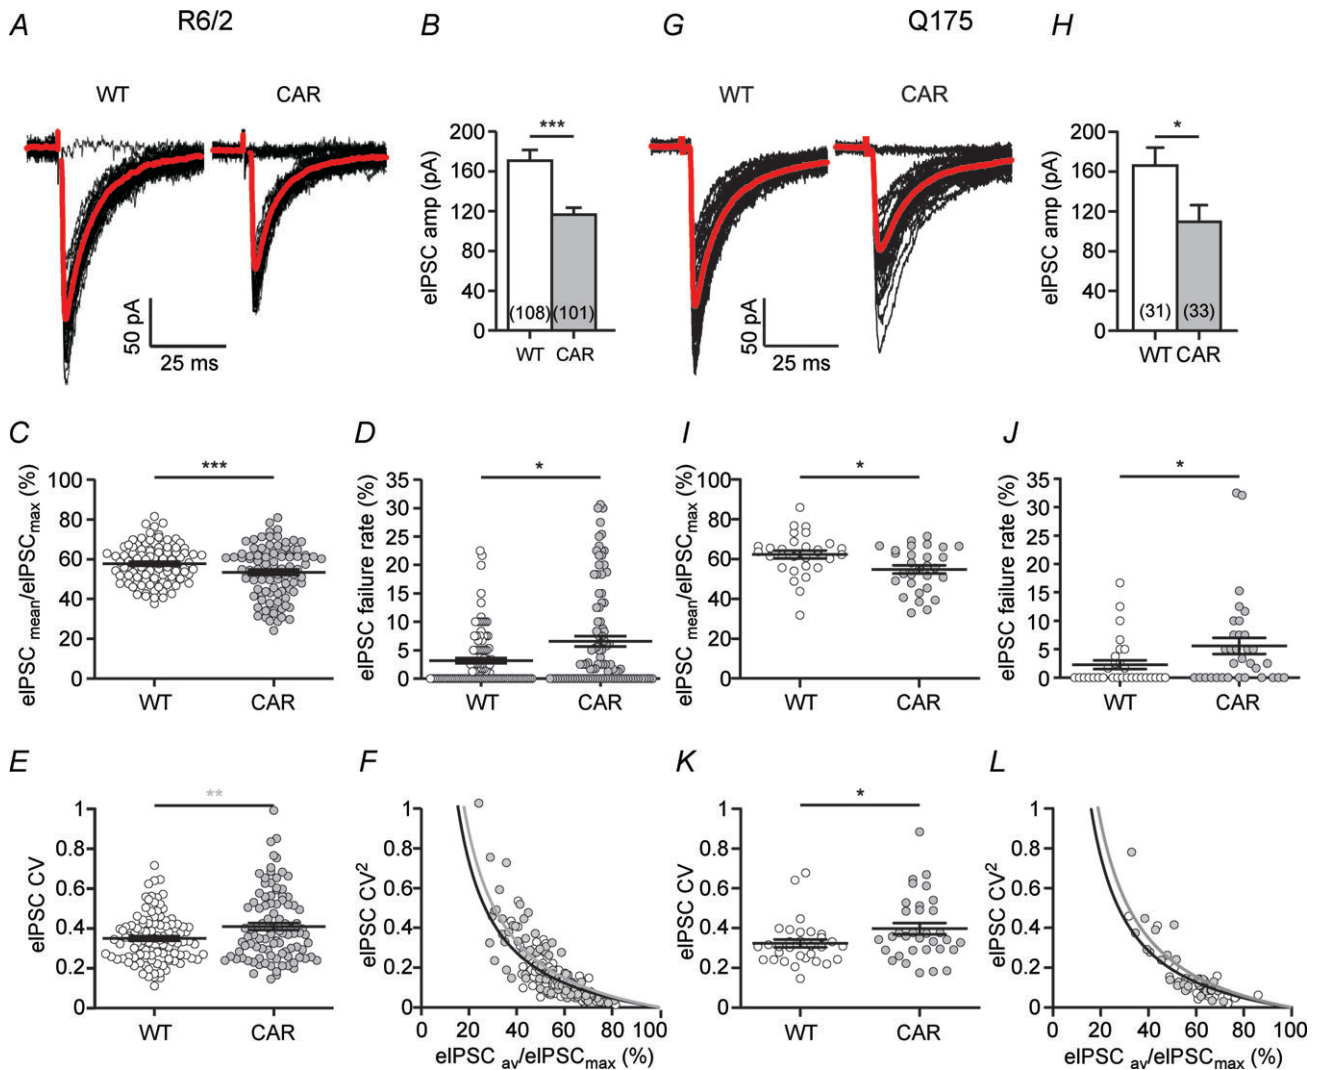 A R6/2 B G Q175 H
WT CAR
50 pA
25 ms
eIPSC amp (pA)
200
160
120
80
40
0
***
(108) (101)
WT CAR
WT CAR
50 pA
25 ms
eIPSC amp (pA)
200
160
120
80
40
0
*
(31) (33)
WT CAR
C
eIPSC mean/eIPSCmax (%)
100
80
60
40
20
0
***
WT CAR
D
eIPSC failure rate (%)
35
30
25
20
15
10
5
0
*
WT CAR
I
eIPSC mean/eIPSCmax (%)
100
80
60
40
20
0
*
WT CAR
J
eIPSC failure rate (%)
35
30
25
20
15
10
5
0
*
WT CAR
E
eIPSC CV
1
0.8
0.6
0.4
0.2
0
**
WT CAR
F
eIPSC CV²
1
0.8
0.6
0.4
0.2
0
0 20 40 60 80 100
eIPSC av/eIPSCmax (%)
K
eIPSC CV
1
0.8
0.6
0.4
0.2
0
*
WT CAR
L
eIPSC CV²
1
0.8
0.6
0.4
0.2
0
0 20 40 60 80 100
eIPSC av/eIPSCmax (%)